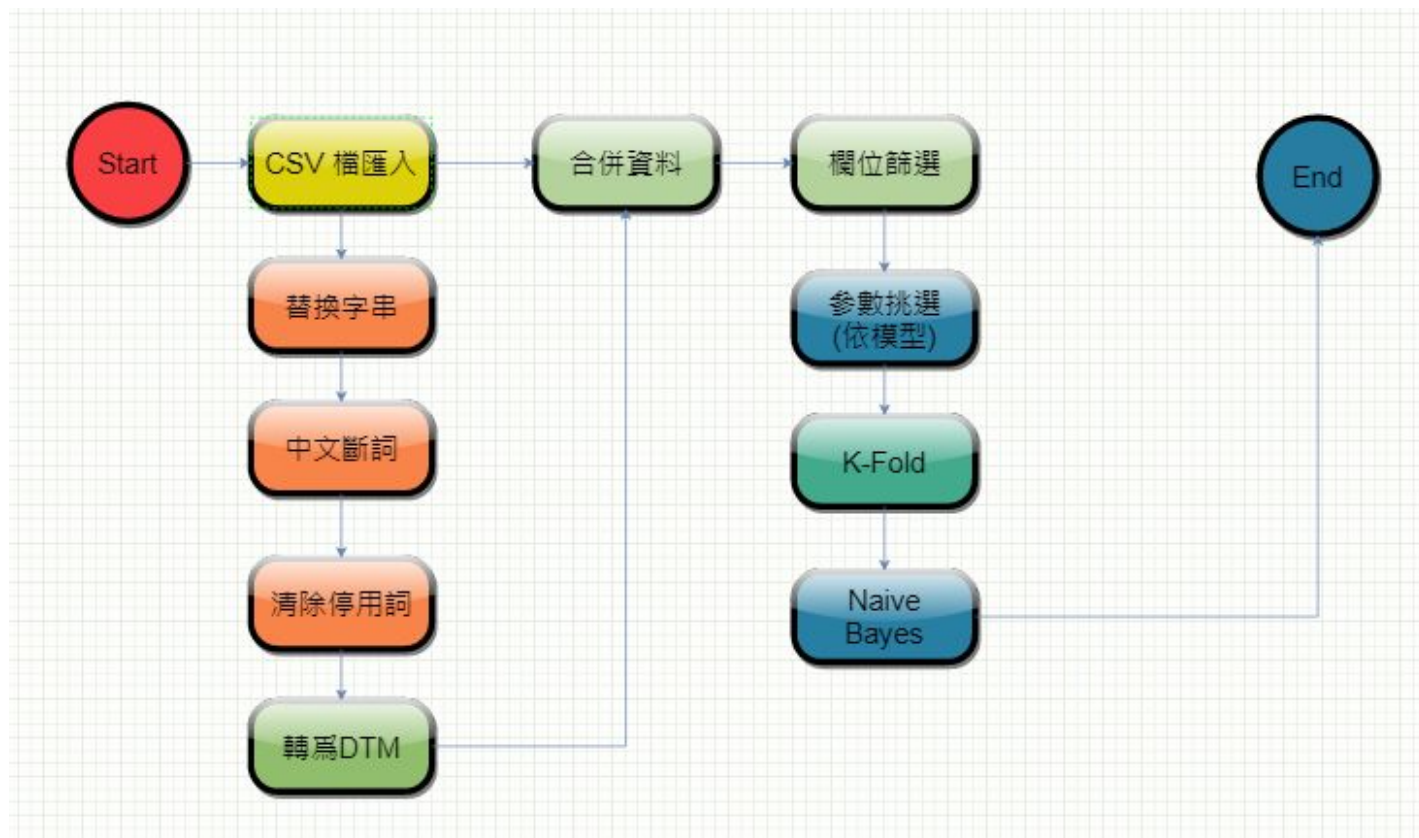 Start
CSV 檔匯入
合併資料
欄位篩選
End
替換字串
參數挑選
(依模型)
中文斷詞
K-Fold
清除停用詞
Naive
Bayes
轉爲DTM